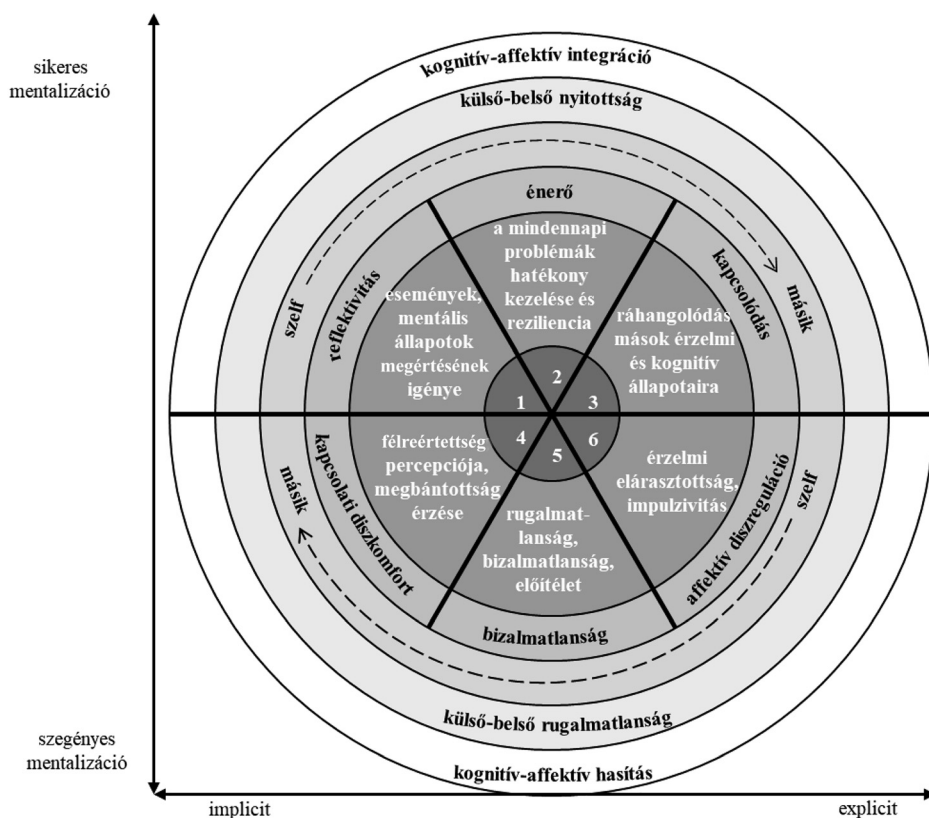 sikeres
mentalizáció
kognitív-affektív integráció
külső-belső nyitottság
szelf
másik
reflektivitás
énerő
kapcsolódás
események,
mentális
állapotok
megértésének
igénye
a mindennapi
problémák
hatékony
kezelése és
reziliencia
ráhangolódás
mások érzelmi
és kognitív
állapotaira
1
2
3
4
5
6
félreértettség
percepciója,
megbántottság
érzése
rugalmat-
lanság,
bizalmatlanság,
előítélet
érzelmi
elárasztottság,
impulzivitás
másik
szelf
kapcsolati diszkomfort
bizalmatlanság
affektív diszreguláció
külső-belső rugalmatlanság
kognitív-affektív hasítás
szegényes
mentalizáció
implicit
explicit